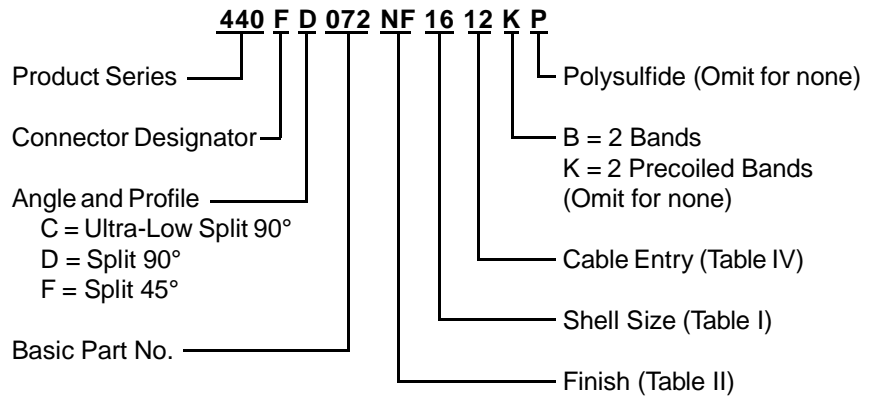 440 F D 072 NF 16 12 K P
Product Series
Connector Designator
Angle and Profile
C = Ultra-Low Split 90°
D = Split 90°
F = Split 45°
Basic Part No.
Polysulfide (Omit for none)
B = 2 Bands
K = 2 Precoiled Bands
(Omit for none)
Cable Entry (Table IV)
Shell Size (Table I)
Finish (Table II)